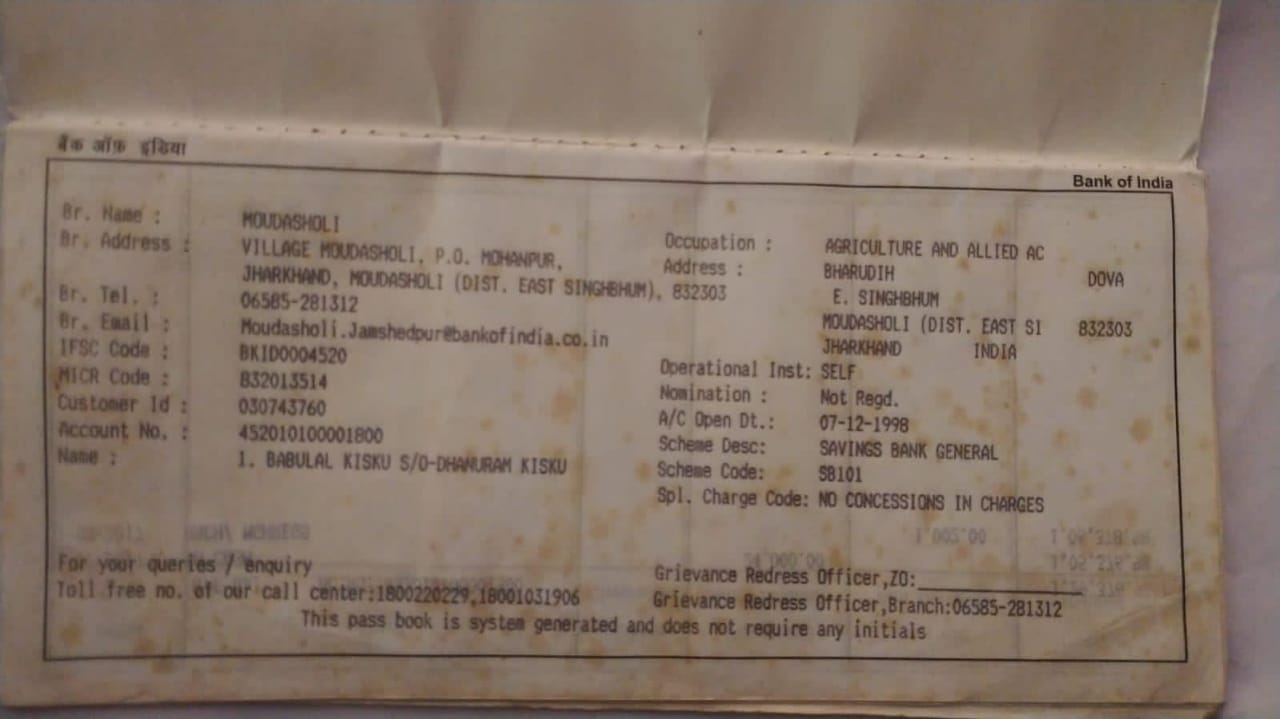 बैंक ऑफ़ इंडिया
Bank of India
Br. Name : MOUDASHOLI
Br. Address : VILLAGE MOUDASHOLI, P.O. MOHANPUR,
JHARKHAND, MOUDASHOLI (DIST. EAST SINGHBHUM), 832303
Br. Tel. : 06585-281312
Br. Email : Moudasholi.Jamshedpur@bankofindia.co.in
IFSC Code : BKID0004520
MICR Code : 832013514
Customer Id : 030743760
Account No. : 452010100001800
Name : 1. BABULAL KISKU S/O-DHANURAM KISKU
Occupation : AGRICULTURE AND ALLIED AC
Address : BHARUDIH DOVA
E. SINGHBHUM
MOUDASHOLI (DIST. EAST SI 832303
JHARKHAND INDIA
Operational Inst: SELF
Nomination : Not Regd.
A/C Open Dt.: 07-12-1998
Scheme Desc: SAVINGS BANK GENERAL
Scheme Code: SB101
Spl. Charge Code: NO CONCESSIONS IN CHARGES
For your queries / enquiry
Toll free no. of our call center:1800220229,18001031906
Grievance Redress Officer,ZO:
Grievance Redress Officer,Branch:06585-281312
This pass book is system generated and does not require any initials